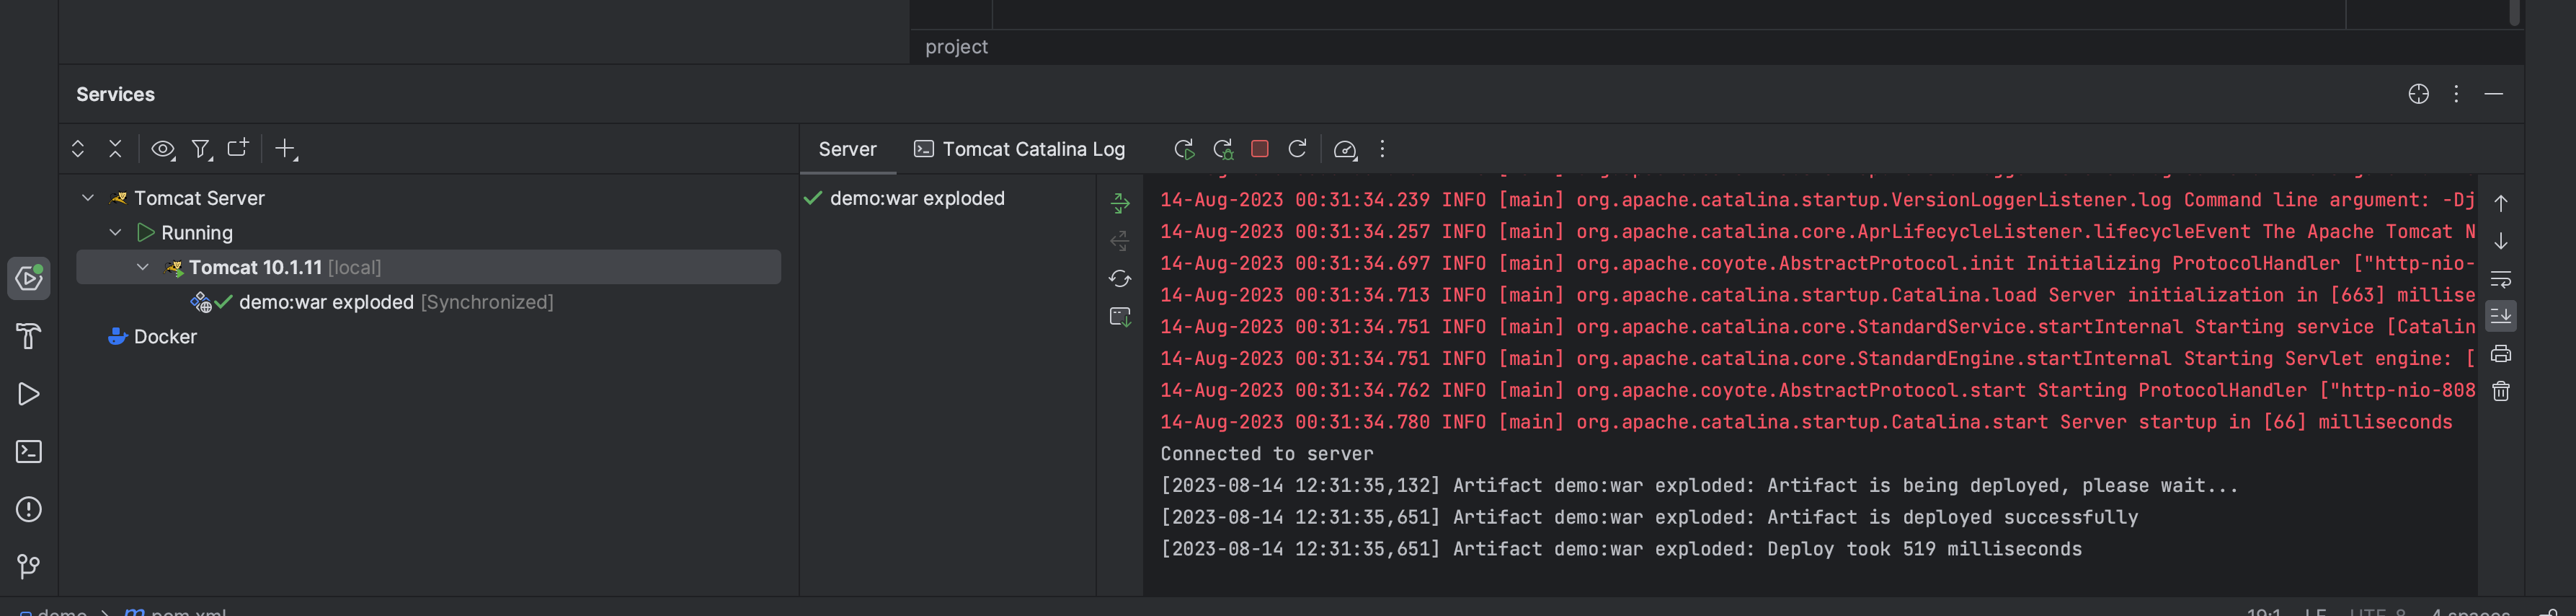 project
Services
Server
Tomcat Catalina Log
Tomcat Server
Running
Tomcat 10.1.11 [local]
demo:war exploded [Synchronized]
Docker
demo:war exploded
14-Aug-2023 00:31:34.239 INFO [main] org.apache.catalina.startup.VersionLoggerListener.log Command line argument: -Dj
14-Aug-2023 00:31:34.257 INFO [main] org.apache.catalina.core.AprLifecycleListener.lifecycleEvent The Apache Tomcat N
14-Aug-2023 00:31:34.697 INFO [main] org.apache.coyote.AbstractProtocol.init Initializing ProtocolHandler ["http-nio-
14-Aug-2023 00:31:34.713 INFO [main] org.apache.catalina.startup.Catalina.load Server initialization in [663] millise
14-Aug-2023 00:31:34.751 INFO [main] org.apache.catalina.core.StandardService.startInternal Starting service [Catalin
14-Aug-2023 00:31:34.751 INFO [main] org.apache.catalina.core.StandardEngine.startInternal Starting Servlet engine: [
14-Aug-2023 00:31:34.762 INFO [main] org.apache.coyote.AbstractProtocol.start Starting ProtocolHandler ["http-nio-808
14-Aug-2023 00:31:34.780 INFO [main] org.apache.catalina.startup.Catalina.start Server startup in [66] milliseconds
Connected to server
[2023-08-14 12:31:35,132] Artifact demo:war exploded: Artifact is being deployed, please wait...
[2023-08-14 12:31:35,651] Artifact demo:war exploded: Artifact is deployed successfully
[2023-08-14 12:31:35,651] Artifact demo:war exploded: Deploy took 519 milliseconds
demo > m pom.xml
19:1 LF UTF-8 4 spaces